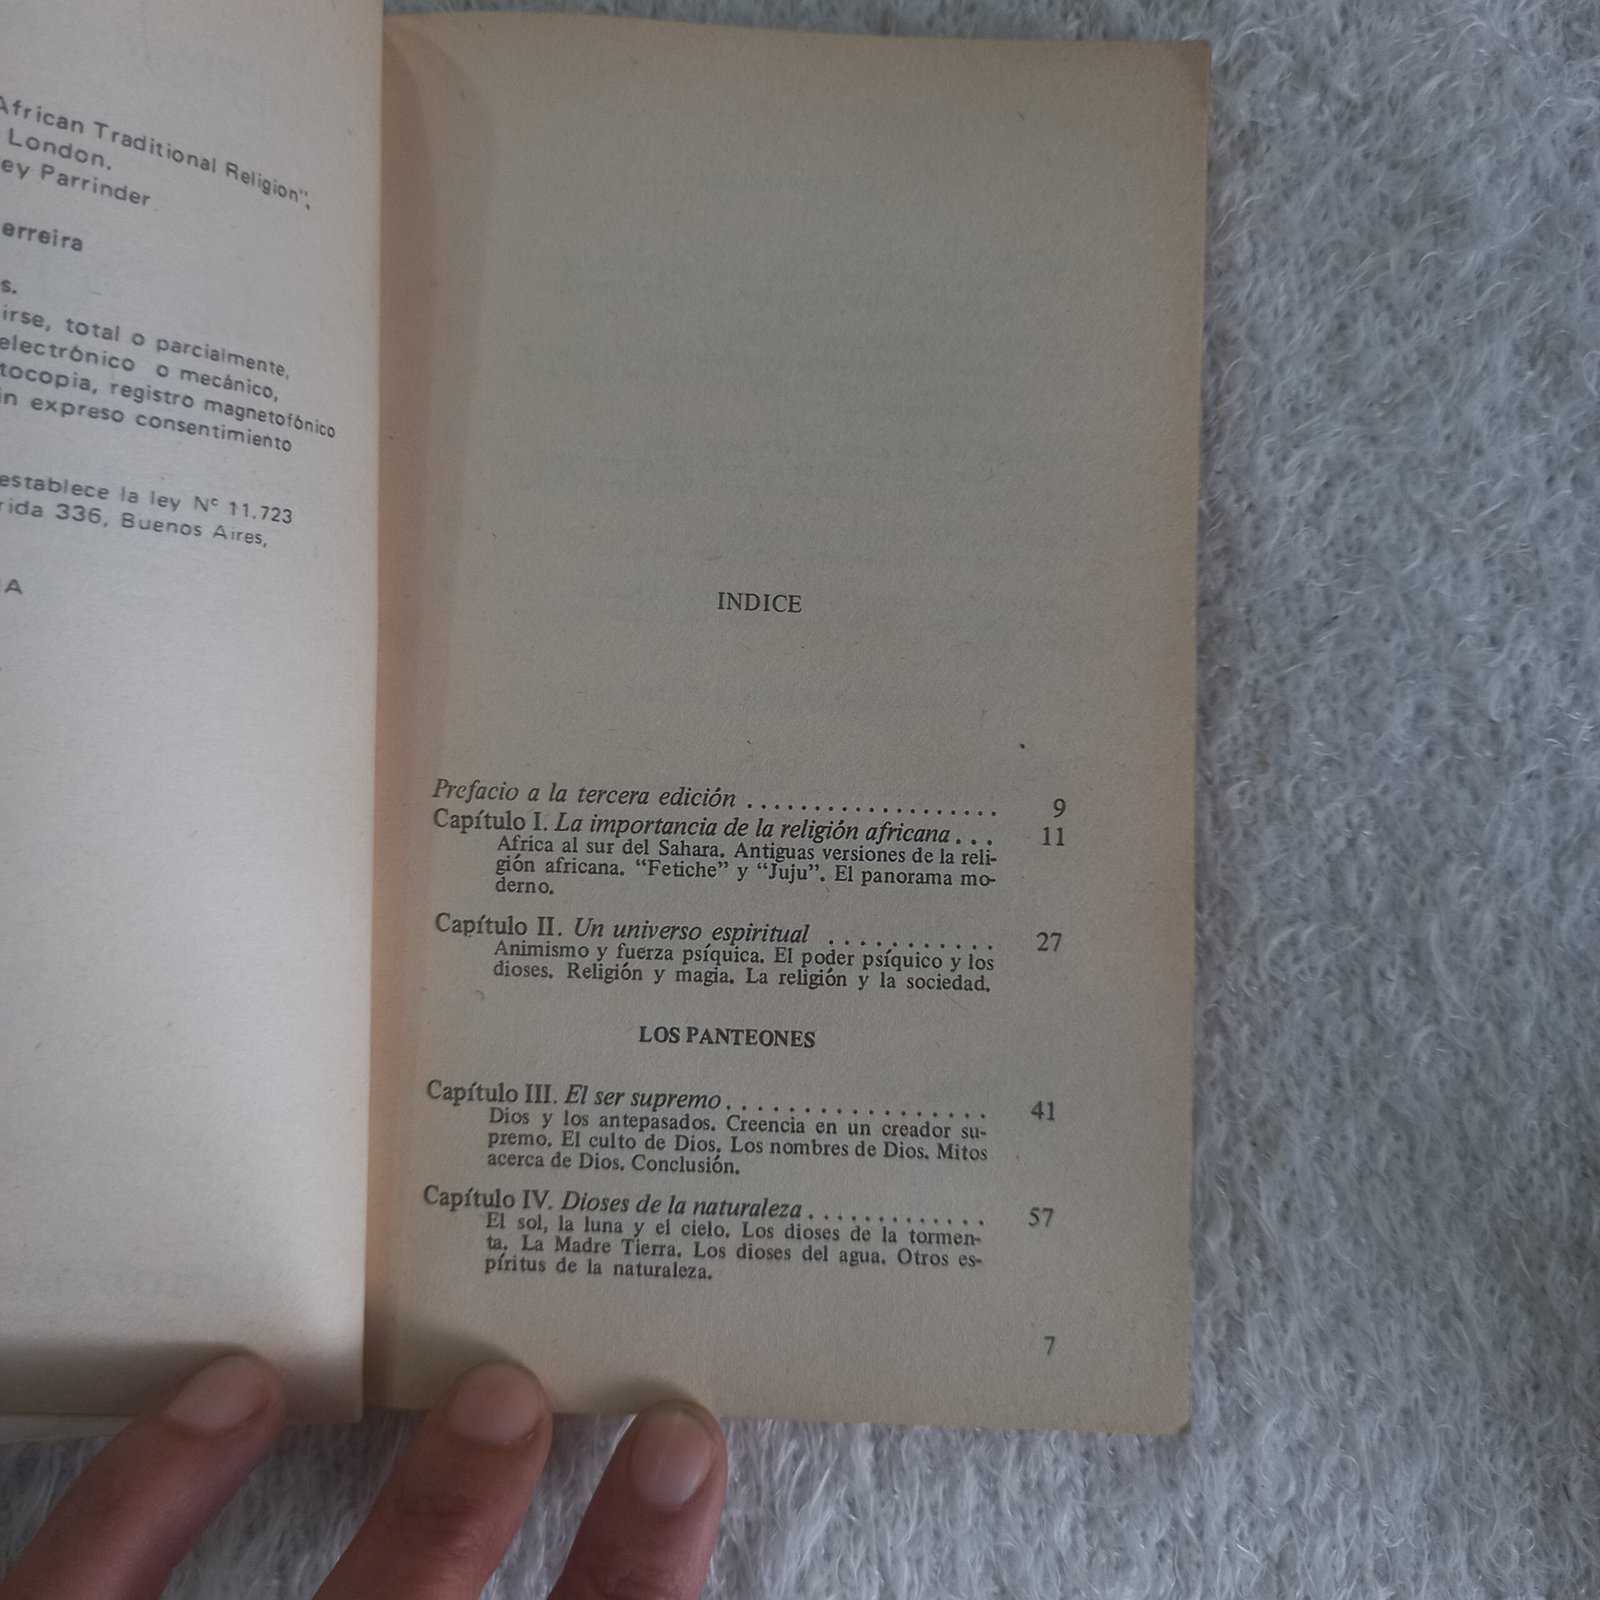 African Traditional Religion".
London.
ey Parrinder
erreira
s.
irse, total o parcialmente,
electrónico o mecánico,
tocopia, registro magnetofónico
in expreso consentimiento
establece la ley Nº 11.723
rida 336, Buenos Aires,
A
INDICE
Prefacio a la tercera edición . . . . . . . . . . . . . . . . . . . 9
Capítulo I. La importancia de la religión africana . . . 11
Africa al sur del Sahara. Antiguas versiones de la reli-
gión africana. “Fetiche” y “Juju”. El panorama mo-
derno.
Capítulo II. Un universo espiritual . . . . . . . . . . . 27
Animismo y fuerza psíquica. El poder psíquico y los
dioses. Religión y magia. La religión y la sociedad.
LOS PANTEONES
Capítulo III. El ser supremo . . . . . . . . . . . . . . . . . 41
Dios y los antepasados. Creencia en un creador su-
premo. El culto de Dios. Los nombres de Dios. Mitos
acerca de Dios. Conclusión.
Capítulo IV. Dioses de la naturaleza . . . . . . . . . . . . 57
El sol, la luna y el cielo. Los dioses de la tormen-
ta. La Madre Tierra. Los dioses del agua. Otros es-
píritus de la naturaleza.
7